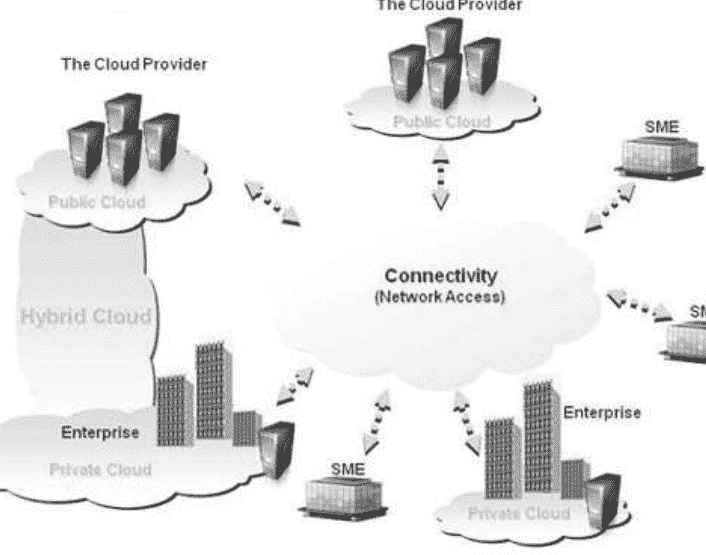 The Cloud Provider
The Cloud Provider
Public Cloud
SME
Public Cloud
Connectivity
(Network Access)
Hybrid Cloud
SM
Enterprise
Enterprise
Private Cloud
SME
Private Cloud